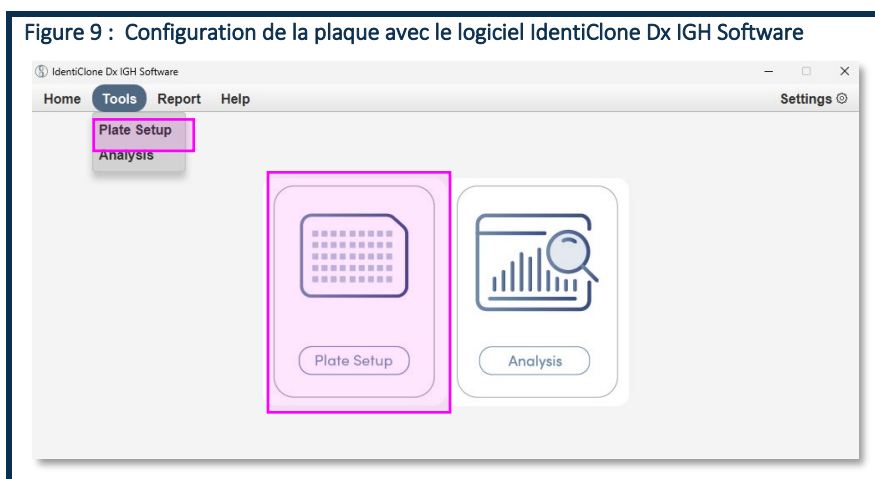 Figure 9 : Configuration de la plaque avec le logiciel IdentiClone Dx IGH Software
IdentiClone Dx IGH Software
Home Tools Report Help Settings
Plate Setup
Analysis
Plate Setup Analysis